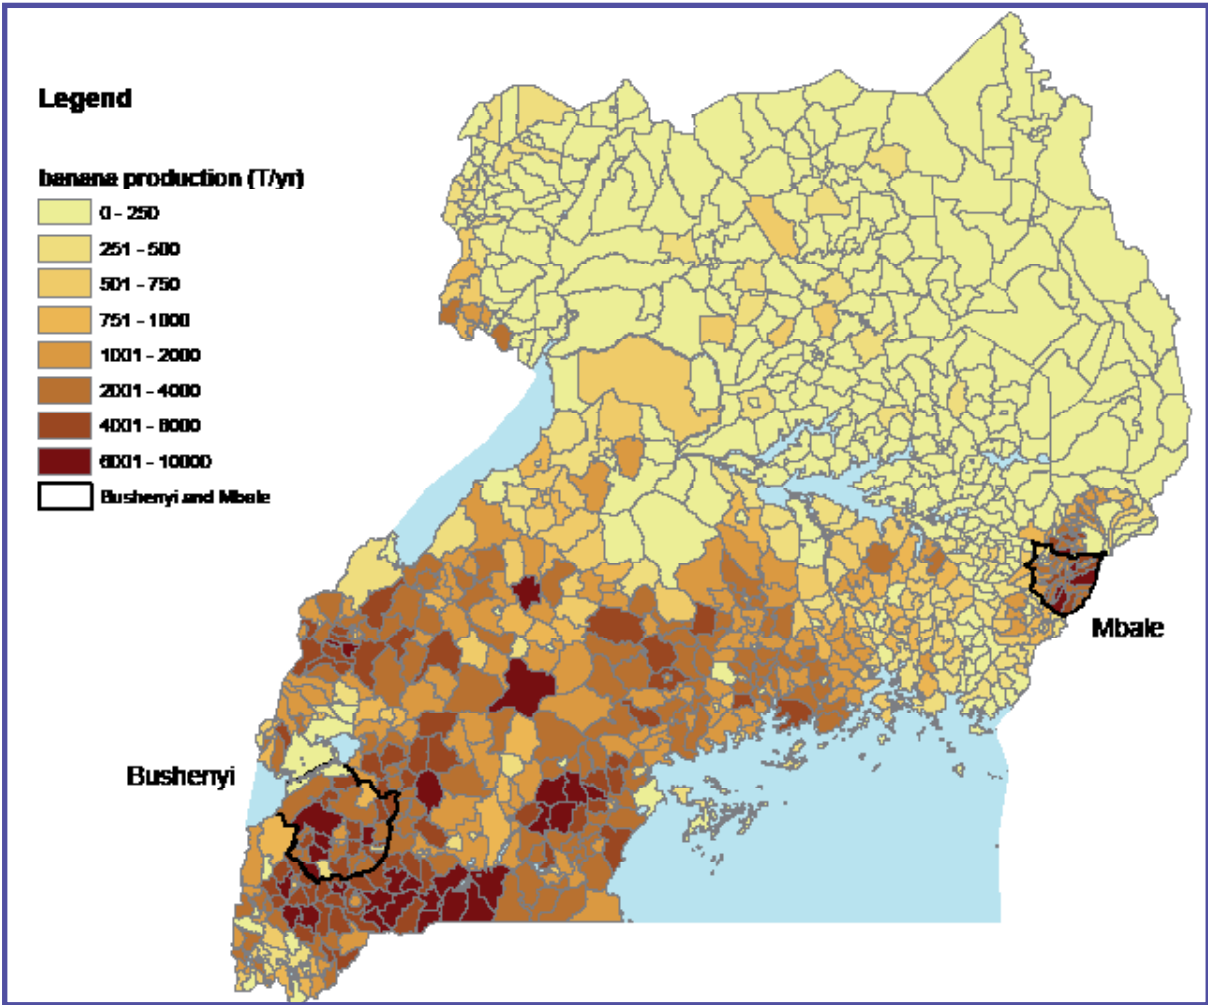 Legend
banana production (T/yr)
0 - 250
251 - 500
501 - 750
751 - 1000
1001 - 2000
2001 - 4000
4001 - 6000
6001 - 10000
Bushenyi and Mbale
Mbale
Bushenyi